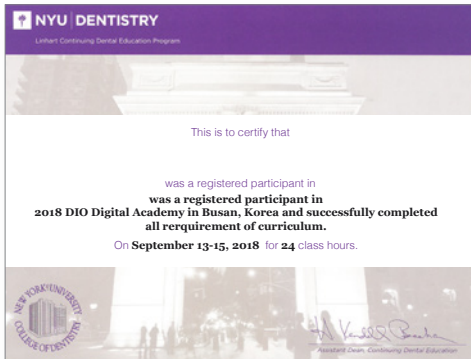 NYU DENTISTRY
Linhart Continuing Dental Education Program
This is to certify that
was a registered participant in
was a registered participant in
2018 DIO Digital Academy in Busan, Korea and successfully completed
all rerquirement of curriculum.
On September 13-15, 2018 for 24 class hours.
NEW YORK UNIVERSITY
COLLEGE OF DENTISTRY
Assistant Dean, Continuing Dental Education